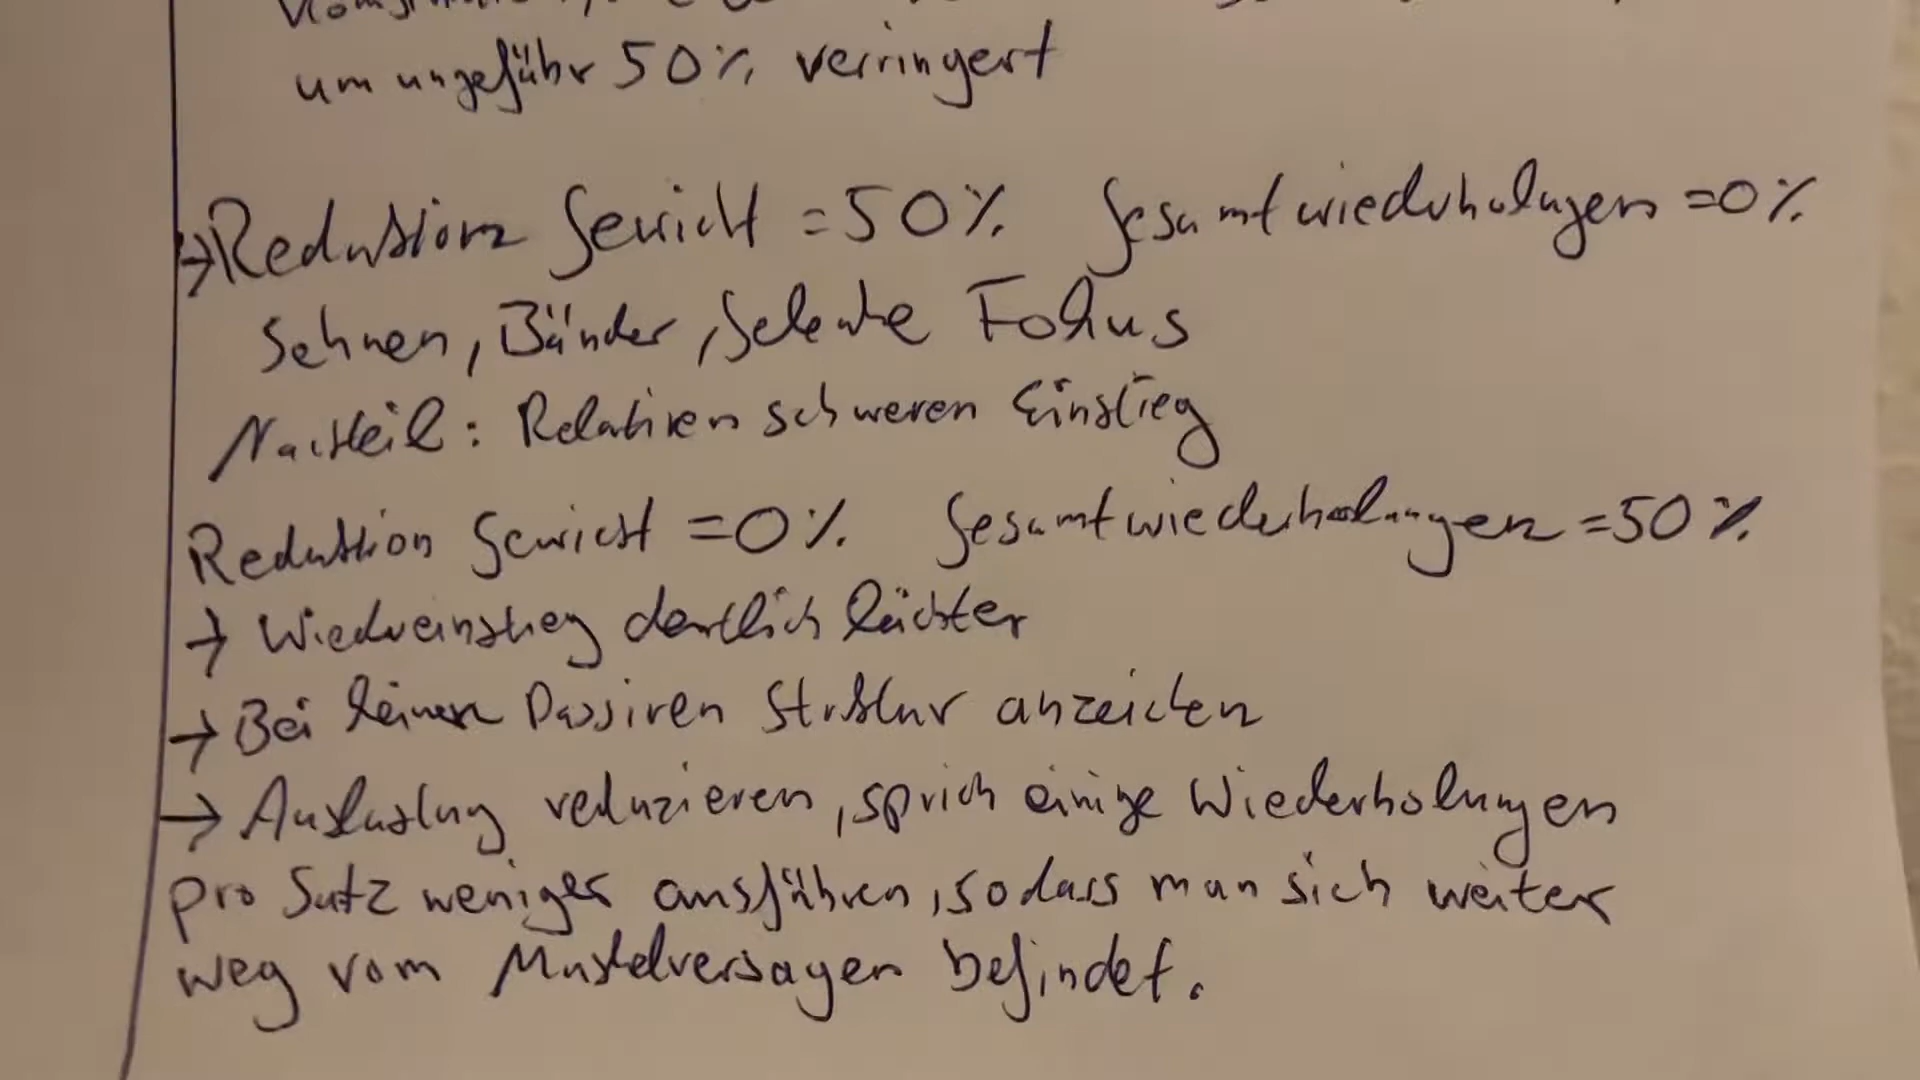 um ungefähr 50% verringert
→ Reduktion Gewicht = 50% Gesamtwiederholungen = 0%
Sehnen, Bänder, Gelenke Fokus
Nachteil: Relativen schweren Einstieg
Reduktion Gewicht = 0% Gesamtwiederholungen = 50%
→ Wiedereinstieg deutlich leichter
→ Bei keinen Passiven Struktur anzeichen
→ Auslastung reduzieren, sprich einige Wiederholungen
pro Satz weniger ausführen, sodass man sich weiter
weg vom Muskelversagen befindet.